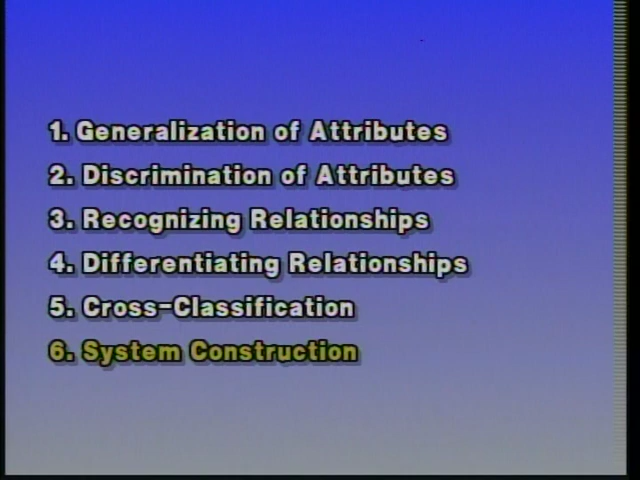 1. Generalization of Attributes
2. Discrimination of Attributes
3. Recognizing Relationships
4. Differentiating Relationships
5. Cross-Classification
6. System Construction